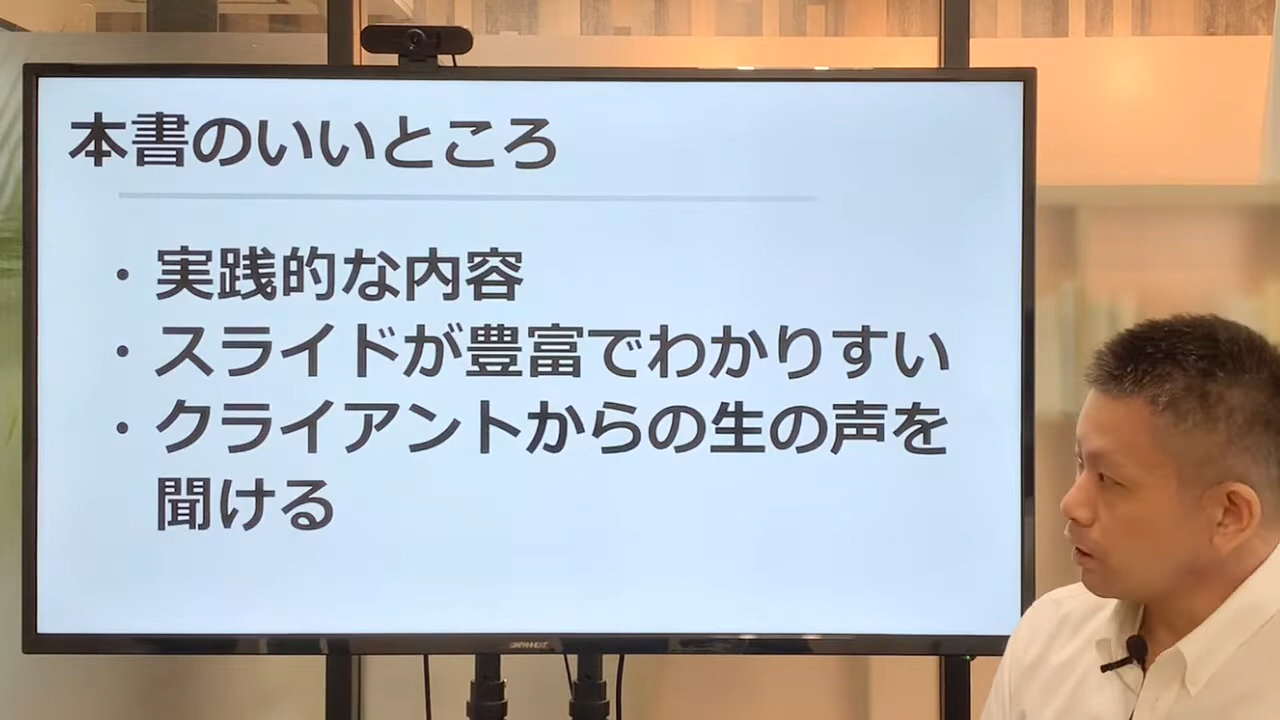 本書のいいところ
・実践的な内容
・スライドが豊富でわかりすい
・クライアントからの生の声を
聞ける
JAPANNEXT